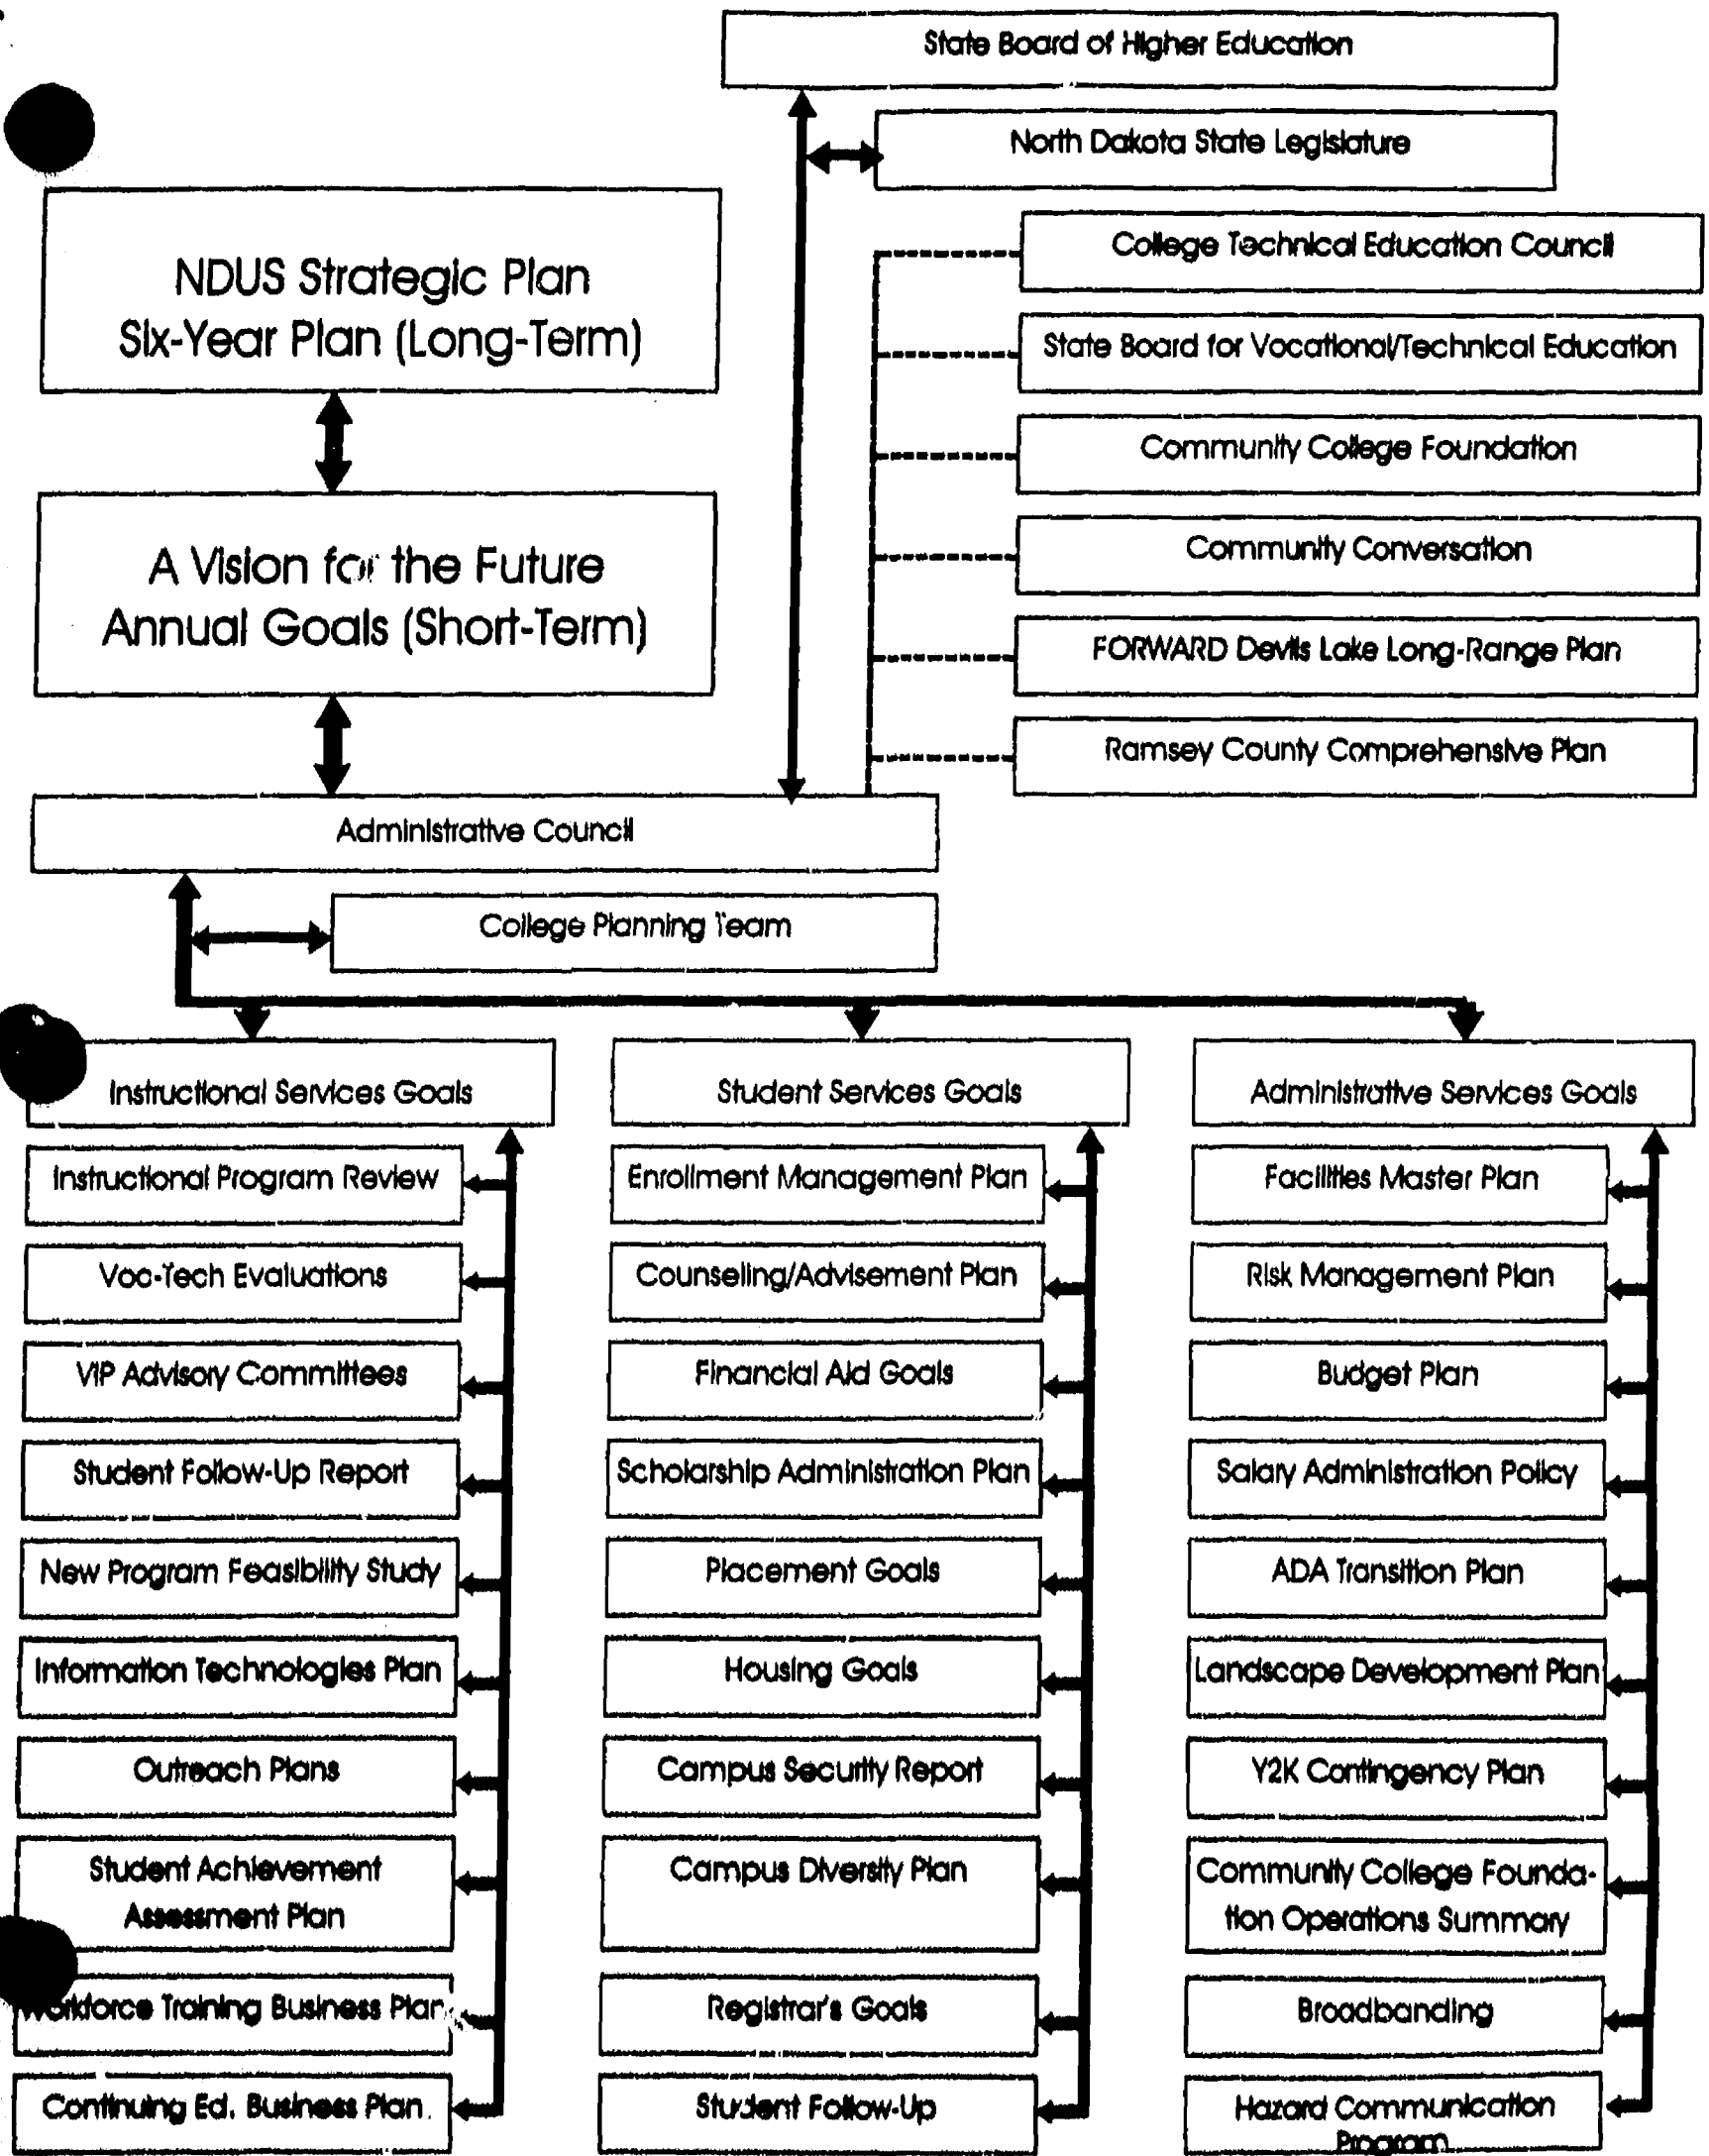 State Board of Higher Education
North Dakota State Legislature
NDUS Strategic Plan
Six-Year Plan (Long-Term)
College Technical Education Council
State Board for Vocational/Technical Education
Community College Foundation
Community Conversation
FORWARD Devils Lake Long-Range Plan
Ramsey County Comprehensive Plan
A Vision for the Future
Annual Goals (Short-Term)
Administrative Council
College Planning Team
Instructional Services Goals
Instructional Program Review
Voc-Tech Evaluations
VIP Advisory Committees
Student Follow-Up Report
New Program Feasibility Study
Information Technologies Plan
Outreach Plans
Student Achievement
Assessment Plan
Workforce Training Business Plan
Continuing Ed. Business Plan
Student Services Goals
Enrollment Management Plan
Counseling/Advisement Plan
Financial Aid Goals
Scholarship Administration Plan
Placement Goals
Housing Goals
Campus Security Report
Campus Diversity Plan
Registrar's Goals
Student Follow-Up
Administrative Services Goals
Facilities Master Plan
Risk Management Plan
Budget Plan
Salary Administration Policy
ADA Transition Plan
Landscape Development Plan
Y2K Contingency Plan
Community College Founda-
tion Operations Summary
Broadbanding
Hazard Communication
Program